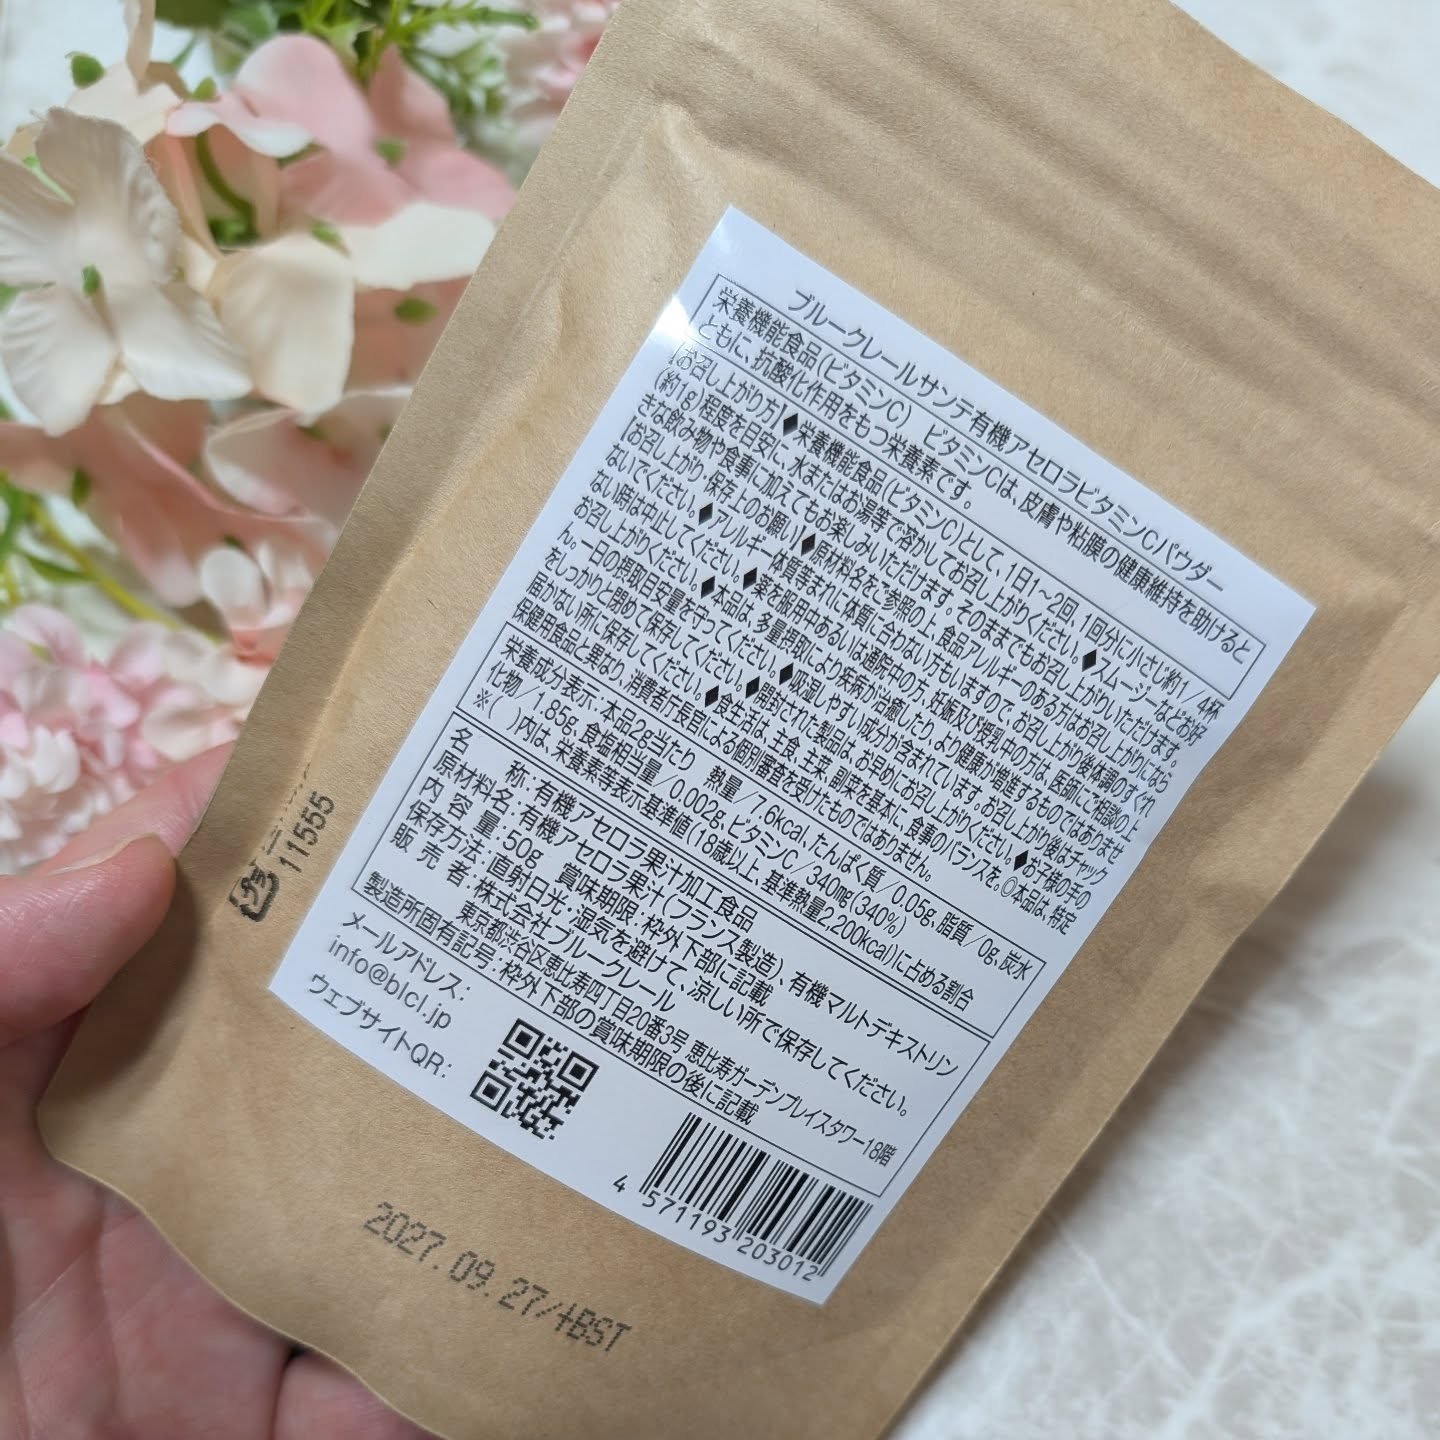 ブルークレールサンテ有機アセロラビタミンCパウダー
栄養機能食品(ビタミンC) ビタミンCは、皮膚や粘膜の健康維持を助けると
ともに、抗酸化作用をもつ栄養素です。
【お召し上がり方】◆栄養機能食品(ビタミンC)として、1日1〜2回、1回分に小さじ約1/4杯
(約1g)程度を目安に、水またはお湯等で溶かしてお召し上がりください。◆スムージーなどお好
きな飲み物や食事に加えてもお楽しみいただけます。そのままでもお召し上がりいただけます。
【お召し上がり・保存上のお願い】◆原材料名をご参照の上、食品アレルギーのある方はお召し上がりになら
ないでください。◆アレルギー体質等まれに体質に合わない方もいますので、お召し上がり後体調のすぐれ
ない時は中止してください。◆薬を服用中あるいは通院中の方、妊娠及び授乳中の方は、医師にご相談の上
お召し上がりください。◆本品は、多量摂取により疾病が治癒したり、より健康が増進するものではありませ
ん。一日の摂取目安量を守ってください。◆吸湿しやすい成分が含まれています。お召し上がり後はチャック
をしっかりと閉めて保存してください。◆開封された製品は、お早めにお召し上がりください。◆お子様の手の
届かない所に保存してください。◆食生活は、主食、主菜、副菜を基本に、食事のバランスを。◎本品は、特定
保健用食品と異なり、消費者庁長官による個別審査を受けたものではありません。
栄養成分表示:本品2g当たり 熱量/7.6kcal、たんぱく質/0.05g、脂質/0g、炭水
化物/1.85g、食塩相当量/0.002g、ビタミンC/340mg(340%)
※( )内は、栄養素等表示基準値(18歳以上、基準熱量2,200kcal)に占める割合
名 称:有機アセロラ果汁加工食品
原材料名:有機アセロラ果汁(フランス製造)、有機マルトデキストリン
内容量:50g 賞味期限:枠外下部に記載
保存方法:直射日光・湿気を避けて、涼しい所で保存してください。
販売者:株式会社ブルークレール
東京都渋谷区恵比寿四丁目20番3号 恵比寿ガーデンプレイスタワー18階
製造所固有記号:枠外下部の賞味期限の後に記載
メールアドレス:
info@blcl.jp
ウェブサイトQR:
4 571193 203012
2027.09.27/+BST
11555